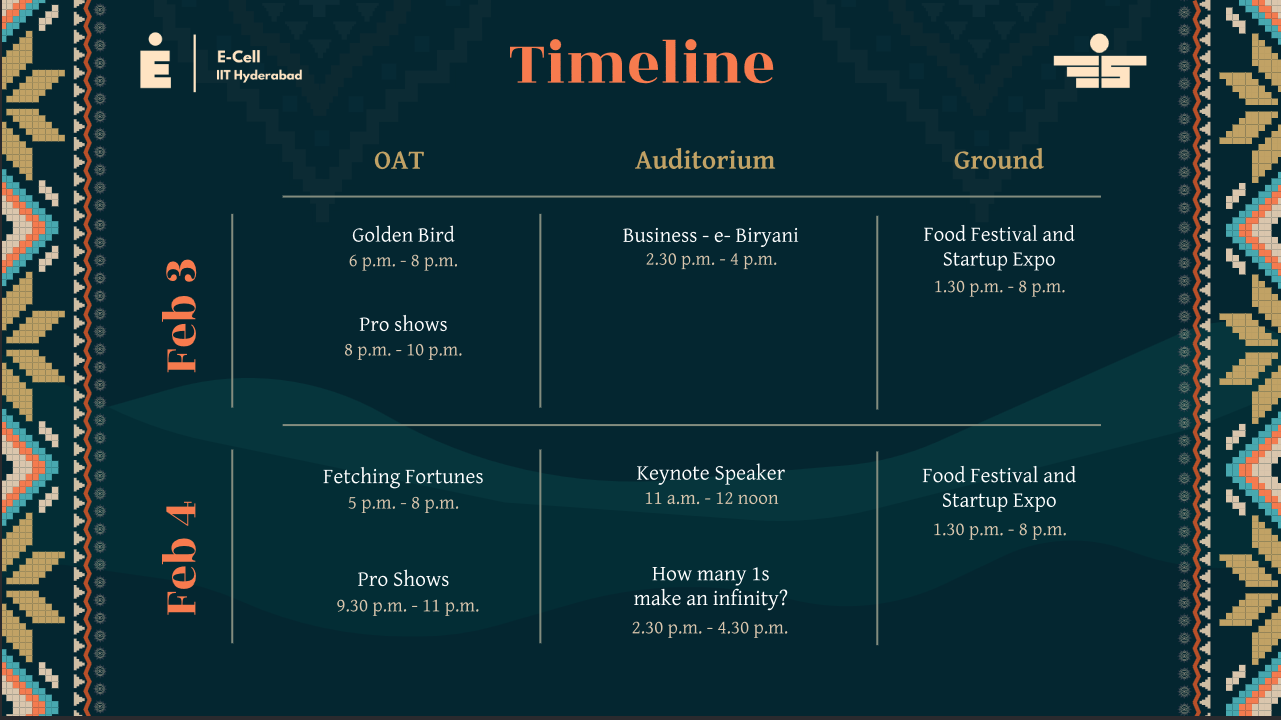 E-Cell
IIT Hyderabad
Timeline
OAT
Auditorium
Ground
Feb 3
Golden Bird
6 p.m. - 8 p.m.
Pro shows
8 p.m. - 10 p.m.
Business - e- Biryani
2.30 p.m. - 4 p.m.
Food Festival and
Startup Expo
1.30 p.m. - 8 p.m.
Feb 4
Fetching Fortunes
5 p.m. - 8 p.m.
Pro Shows
9.30 p.m. - 11 p.m.
Keynote Speaker
11 a.m. - 12 noon
How many 1s
make an infinity?
2.30 p.m. - 4.30 p.m.
Food Festival and
Startup Expo
1.30 p.m. - 8 p.m.